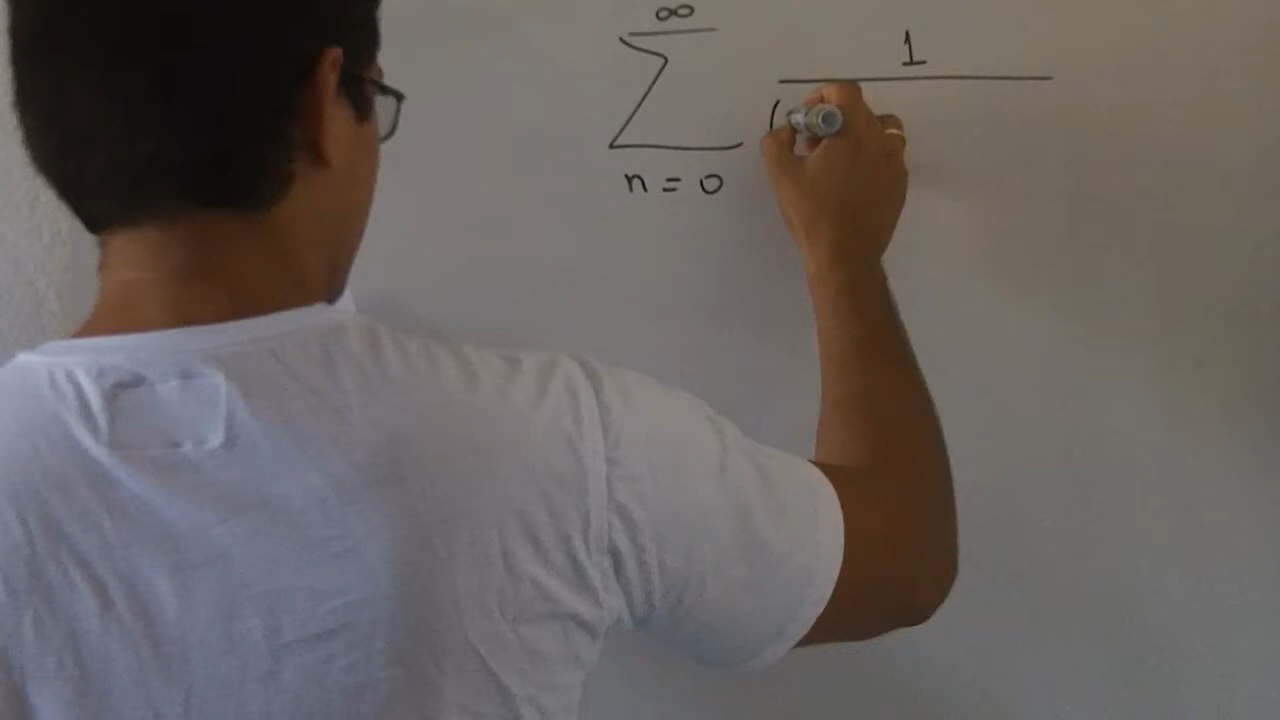 ∞
∑ 1 / (
n = 0